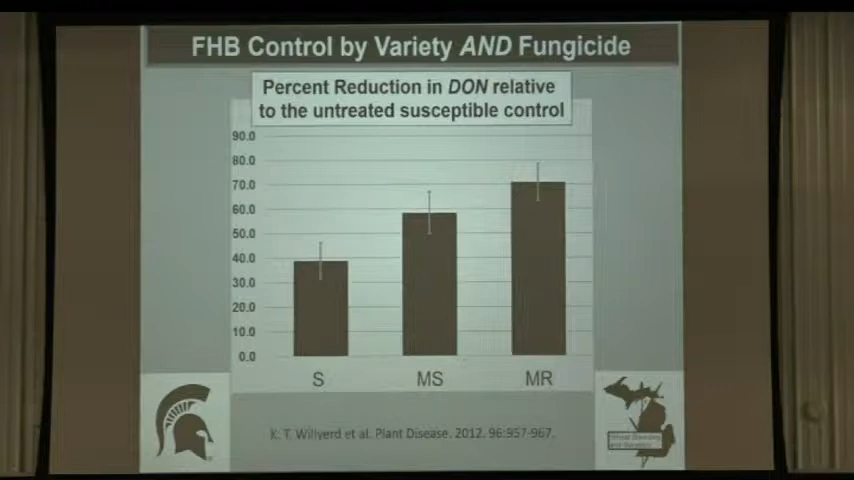 FHB Control by Variety AND Fungicide
Percent Reduction in DON relative
to the untreated susceptible control
90.0
80.0
70.0
60.0
50.0
40.0
30.0
20.0
10.0
0.0
S
MS
MR
K. T. Willyerd et al. Plant Disease. 2012. 96:957-967.